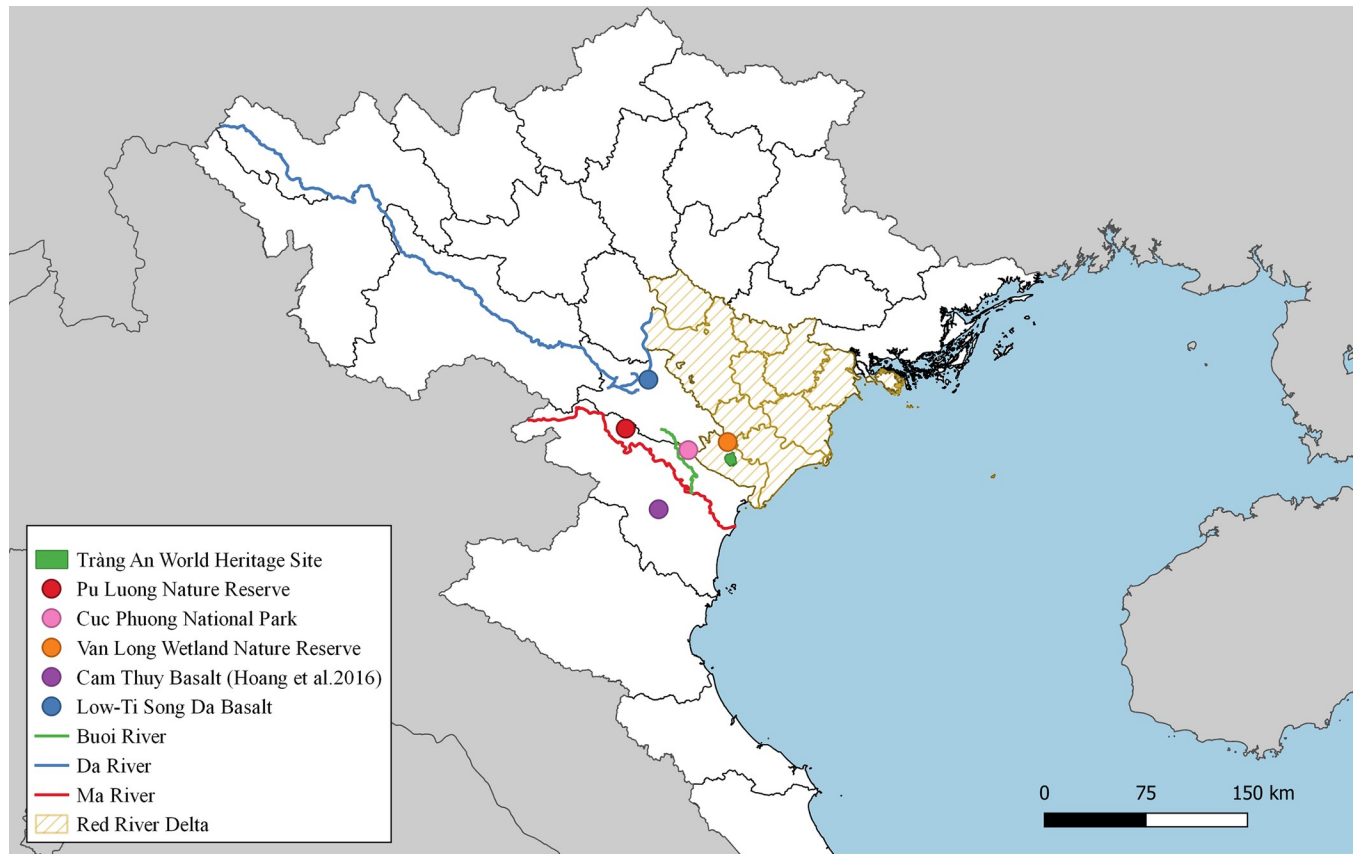 Tràng An World Heritage Site
Pu Luong Nature Reserve
Cuc Phuong National Park
Van Long Wetland Nature Reserve
Cam Thuy Basalt (Hoang et al.2016)
Low-Ti Song Da Basalt
Buoi River
Da River
Ma River
Red River Delta
0 75 150 km